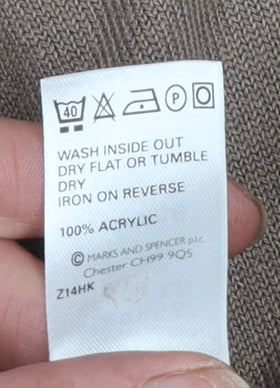 40 P
WASH INSIDE OUT
DRY FLAT OR TUMBLE
DRY
IRON ON REVERSE
100% ACRYLIC
© MARKS AND SPENCER p.l.c.
Chester CH99 9QS
Z14HK